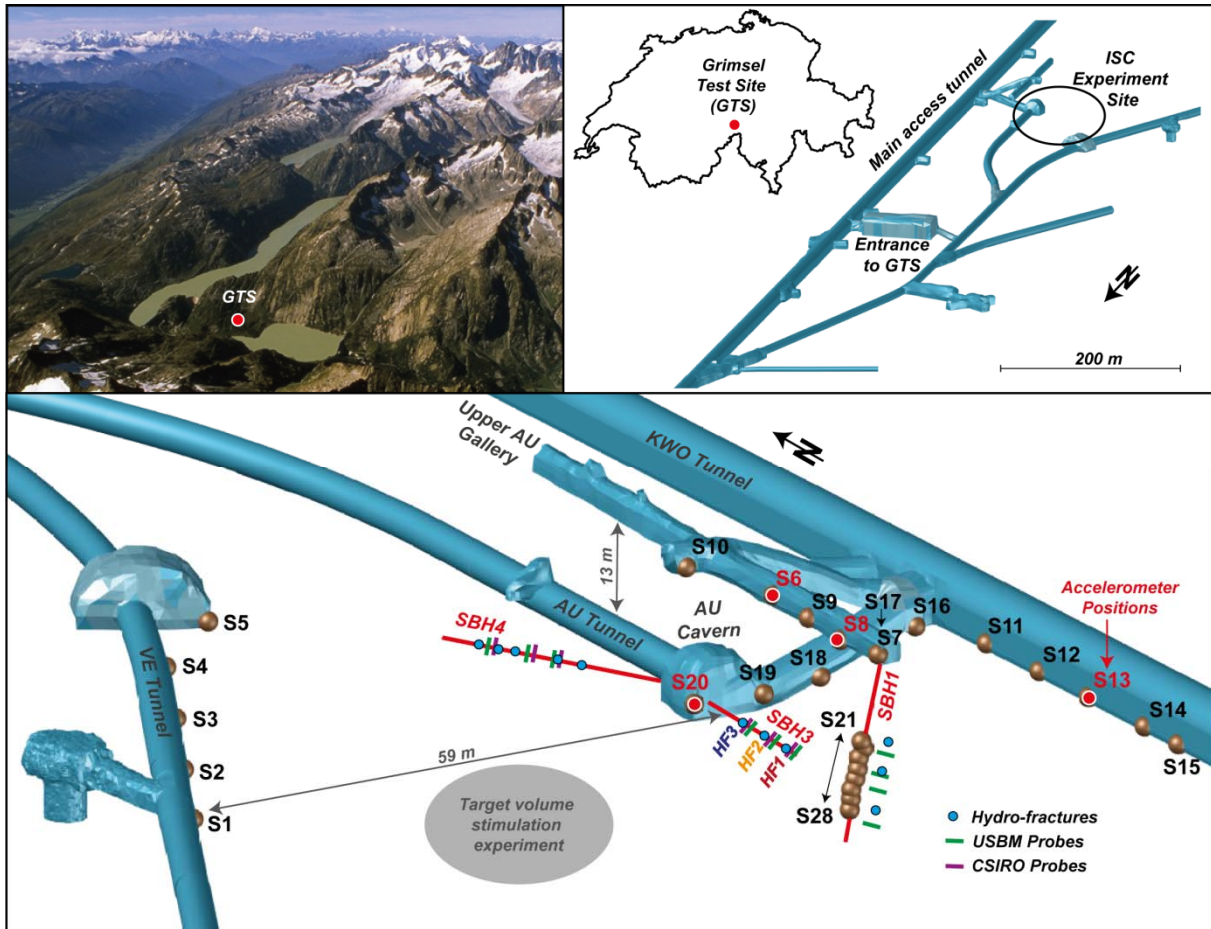 GTS
Grimsel
Test Site
(GTS)
Main access tunnel
ISC
Experiment
Site
Entrance
to GTS
N
200 m
Upper AU
Gallery
KWO Tunnel
N
13 m
S10
S6
S9
S8
S17
S7
S16
Accelerometer
Positions
S11
S12
S13
S14
S15
AU Tunnel
AU
Cavern
SBH4
S20
S19
S18
SBH1
SBH3
HF3
HF2
HF1
S21
S28
VE Tunnel
S5
S4
S3
S2
S1
59 m
Target volume
stimulation
experiment
Hydro-fractures
USBM Probes
CSIRO Probes